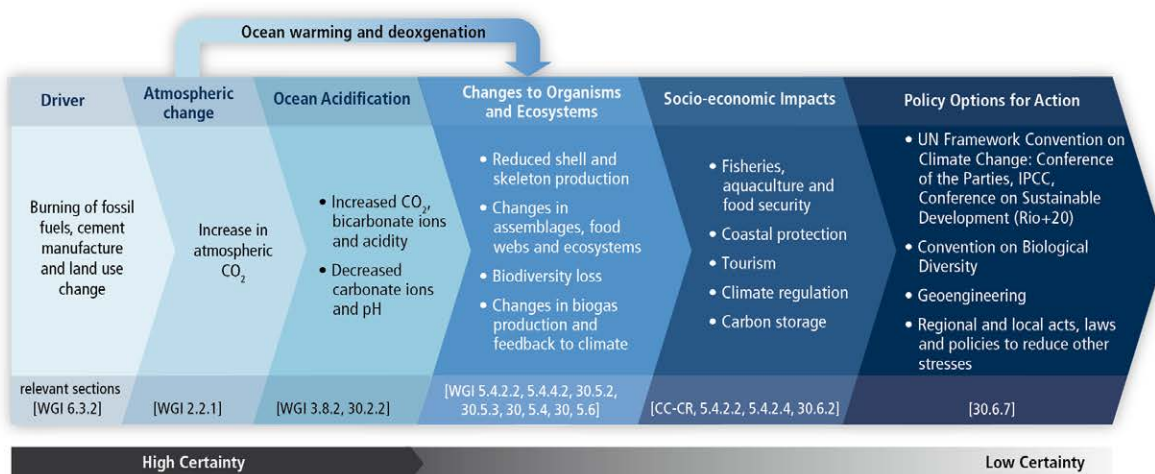 Ocean warming and deoxgenation
Driver
Atmospheric
change
Ocean Acidification
Changes to Organisms
and Ecosystems
Socio-economic Impacts
Policy Options for Action
Burning of fossil
fuels, cement
manufacture
and land use
change
Increase in
atmospheric
CO₂
• Increased CO₂,
bicarbonate ions
and acidity
• Decreased
carbonate ions
and pH
• Reduced shell and
skeleton production
• Changes in
assemblages, food
webs and ecosystems
• Biodiversity loss
• Changes in biogas
production and
feedback to climate
• Fisheries,
aquaculture and
food security
• Coastal protection
• Tourism
• Climate regulation
• Carbon storage
• UN Framework Convention on
Climate Change: Conference
of the Parties, IPCC,
Conference on Sustainable
Development (Rio+20)
• Convention on Biological
Diversity
• Geoengineering
• Regional and local acts, laws
and policies to reduce other
stresses
relevant sections
[WGI 6.3.2]
[WGI 2.2.1]
[WGI 3.8.2, 30.2.2]
[WGI 5.4.2.2, 5.4.4.2, 30.5.2,
30.5.3, 30, 5.4, 30, 5.6]
[CC-CR, 5.4.2.2, 5.4.2.4, 30.6.2]
[30.6.7]
High Certainty
Low Certainty